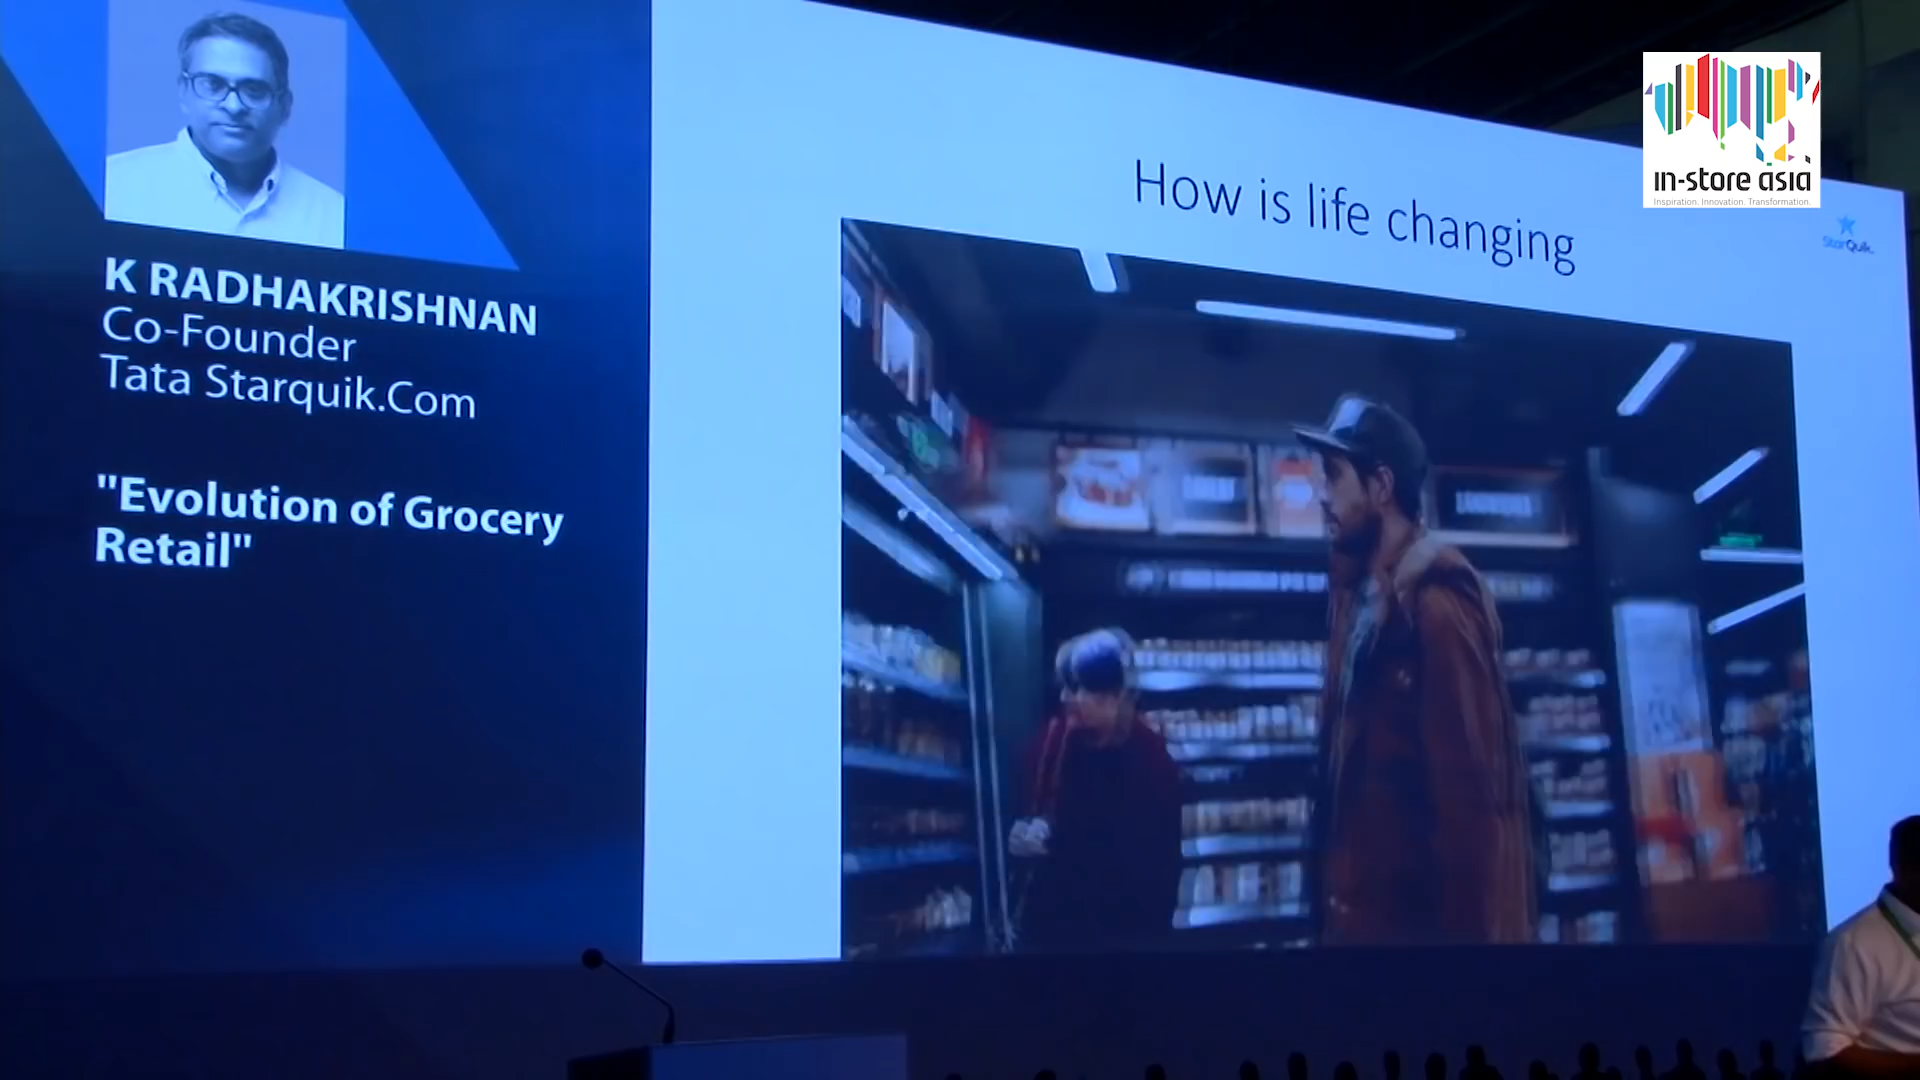 K RADHAKRISHNAN
Co-Founder
Tata Starquik.Com
"Evolution of Grocery
Retail"
How is life changing
in-store asia
Inspiration. Innovation. Transformation.
StarQuik